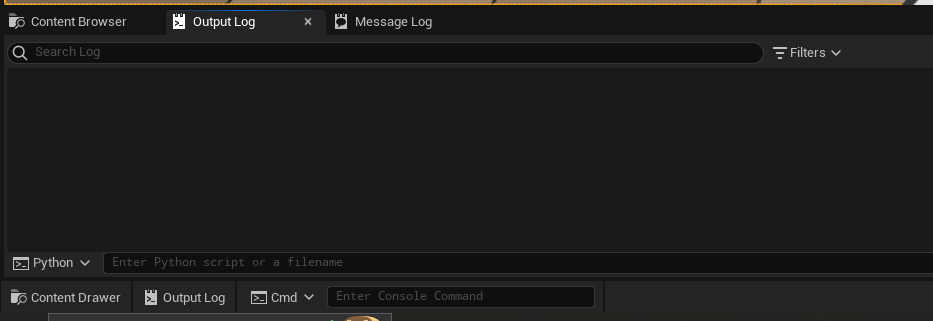 Content Browser Output Log × Message Log
Search Log Filters
Python Enter Python script or a filename
Content Drawer Output Log Cmd Enter Console Command